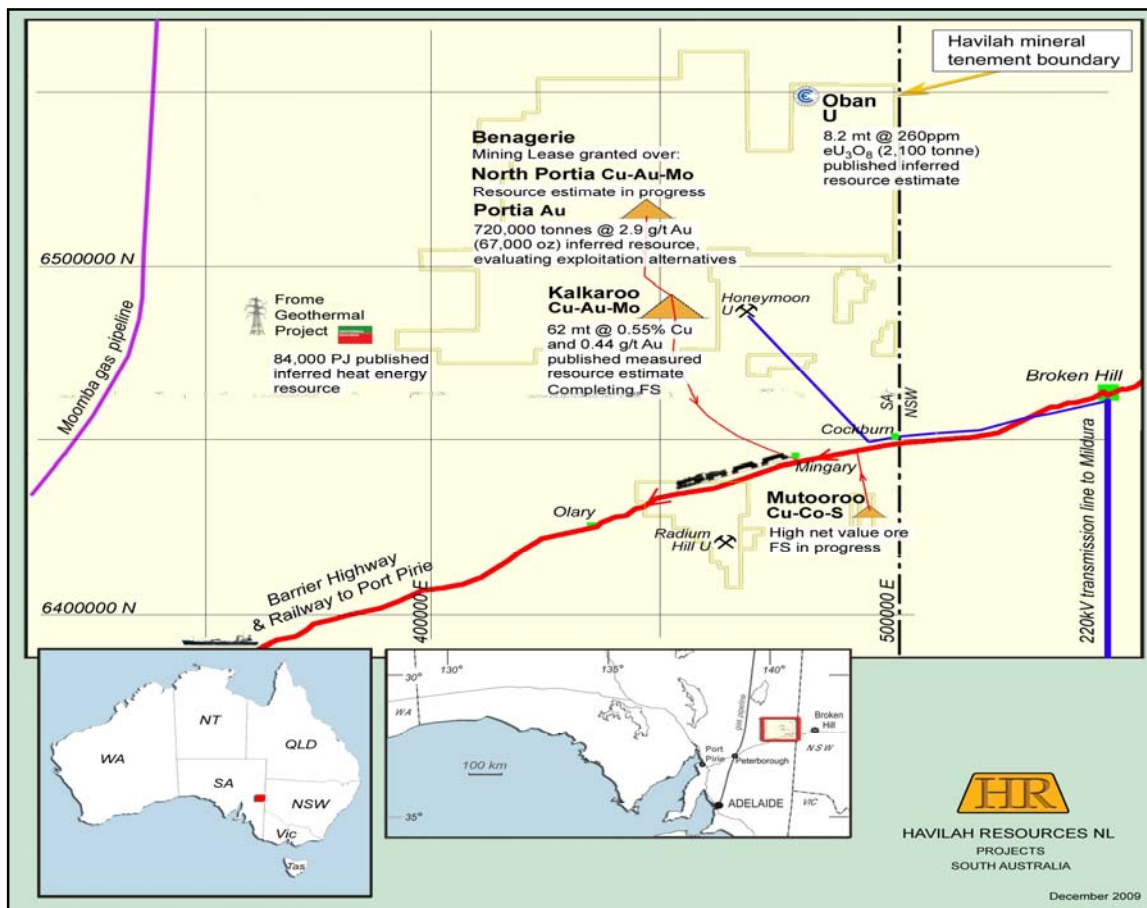 Havilah mineral
tenement boundary
Oban
U
8.2 mt @ 260ppm
eU₃O₈ (2,100 tonne)
published inferred
resource estimate
Benagerie
Mining Lease granted over:
North Portia Cu-Au-Mo
Resource estimate in progress
Portia Au
720,000 tonnes @ 2.9 g/t Au
(67,000 oz) inferred resource,
evaluating exploitation alternatives
6500000 N
Moomba gas pipeline
Frome
Geothermal
Project
84,000 PJ published
inferred heat energy
resource
Kalkaroo
Cu-Au-Mo
62 mt @ 0.55% Cu
and 0.44 g/t Au
published measured
resource estimate
Completing FS
Honeymoon
U
SA
NSW
Broken Hill
Cockburn
Mingary
Mutooroo
Cu-Co-S
High net value ore
FS in progress
Olary
Radium
Hill U
Barrier Highway
& Railway to Port Pirie
6400000 N
400000 E
500000 E
220kV transmission line to Mildura
WA
NT
QLD
SA
NSW
Vic
Tas
130°
135°
140°
30°
35°
WA
gas pipeline
Broken
Hill
NSW
Port
Pirie
Peterborough
100 km
ADELAIDE
VIC
HR
HAVILAH RESOURCES NL
PROJECTS
SOUTH AUSTRALIA
December 2009